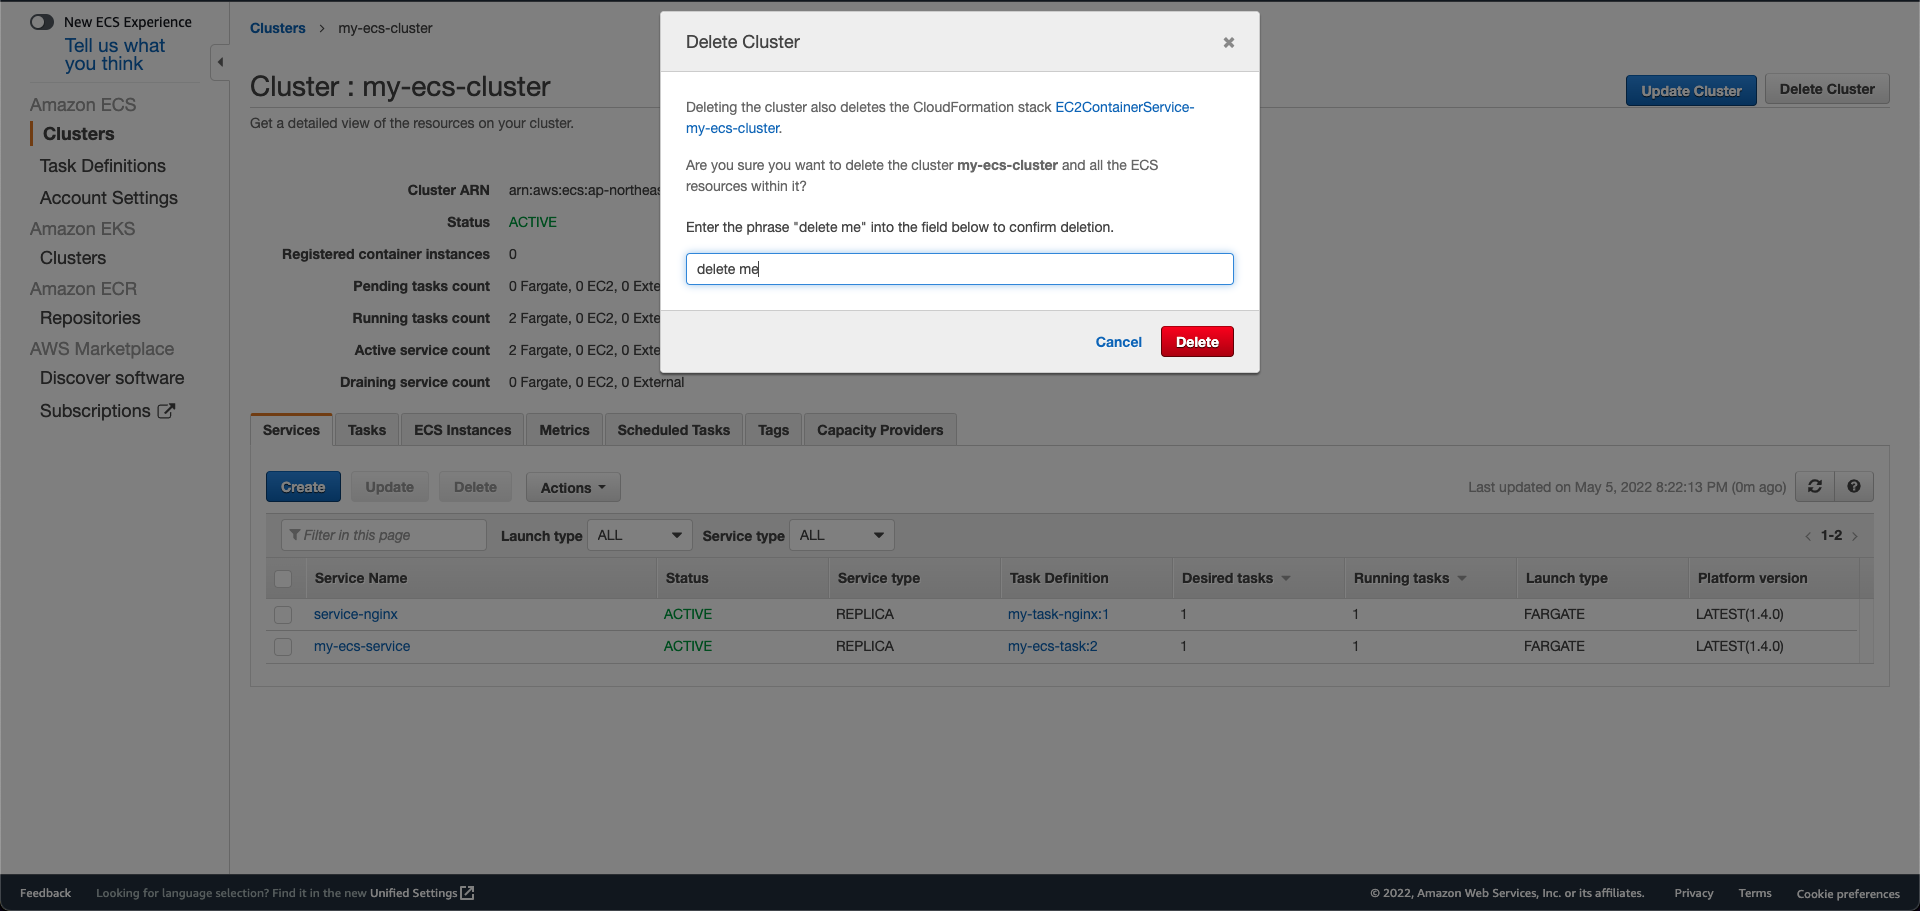 New ECS Experience
Tell us what
you think
Amazon ECS
Clusters
Task Definitions
Account Settings
Amazon EKS
Clusters
Amazon ECR
Repositories
AWS Marketplace
Discover software
Subscriptions
Clusters > my-ecs-cluster
Cluster : my-ecs-cluster
Update Cluster
Delete Cluster
Get a detailed view of the resources on your cluster.
Cluster ARN arn:aws:ecs:ap-northeas
Status ACTIVE
Registered container instances 0
Pending tasks count 0 Fargate, 0 EC2, 0 Exte
Running tasks count 2 Fargate, 0 EC2, 0 Exte
Active service count 2 Fargate, 0 EC2, 0 Exte
Draining service count 0 Fargate, 0 EC2, 0 External
Delete Cluster
Deleting the cluster also deletes the CloudFormation stack EC2ContainerService-
my-ecs-cluster.
Are you sure you want to delete the cluster my-ecs-cluster and all the ECS
resources within it?
Enter the phrase "delete me" into the field below to confirm deletion.
delete me
Cancel Delete
Services Tasks ECS Instances Metrics Scheduled Tasks Tags Capacity Providers
Create Update Delete Actions
Last updated on May 5, 2022 8:22:13 PM (0m ago)
Filter in this page Launch type ALL Service type ALL
< 1-2 >
Service Name Status Service type Task Definition Desired tasks Running tasks Launch type Platform version
service-nginx ACTIVE REPLICA my-task-nginx:1 1 1 FARGATE LATEST(1.4.0)
my-ecs-service ACTIVE REPLICA my-ecs-task:2 1 1 FARGATE LATEST(1.4.0)
Feedback Looking for language selection? Find it in the new Unified Settings
© 2022, Amazon Web Services, Inc. or its affiliates. Privacy Terms Cookie preferences